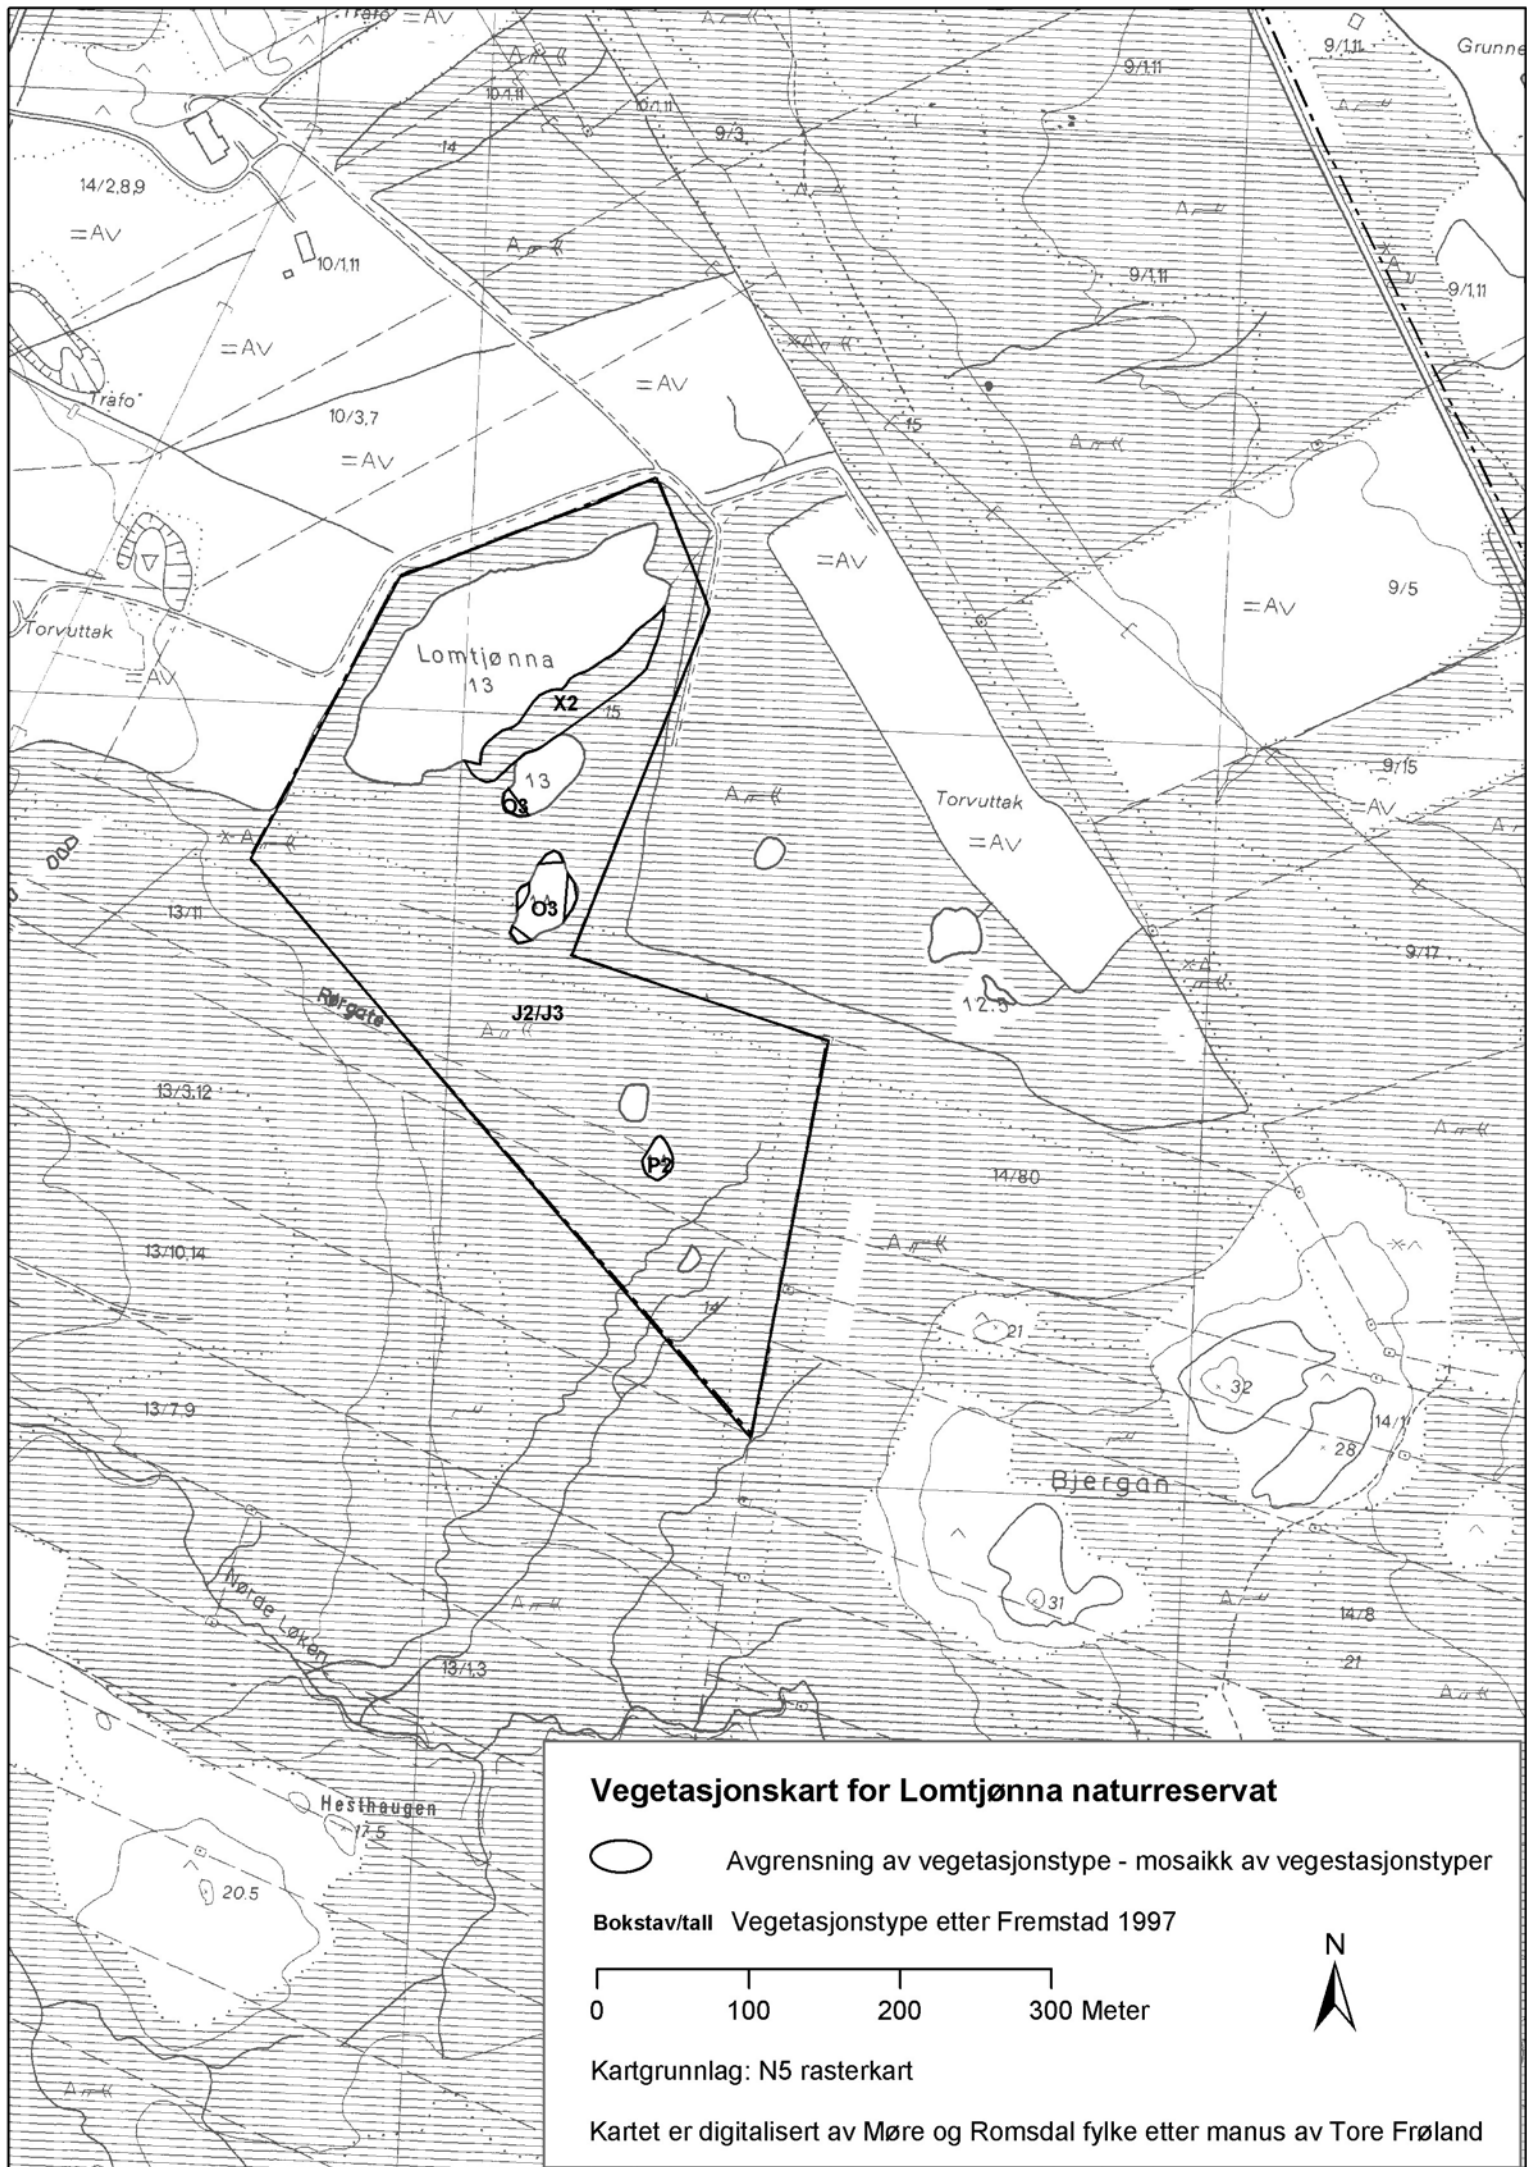 "Trafo"
=AV
9/1,11
Grunne
9/1,11
10/1,11
10/1,11
9/3
14
14/2,8,9
=AV
10/1,11
9/1,11
9/1,11
=AV
=AV
"Trafo"
10/3,7
15
=AV
=AV
9/5
=AV
Torvuttak
=AV
Lomtjønna
13
X2
15
13
O3
9/15
Torvuttak
=AV
=AV
13/11
O3
9/17
12.5
Rørgate
J2/J3
13/3,12
P2
14/80
13/10,14
14
21
32
13/7,9
14/1
28
Bjergan
Nørde Løken
31
14/8
21
13/1,3
Hesthaugen
17.5
20.5
Vegetasjonskart for Lomtjønna naturreservat
Avgrensning av vegetasjonstype - mosaikk av vegestasjonstyper
Bokstav/tall Vegetasjonstype etter Fremstad 1997
N
0 100 200 300 Meter
Kartgrunnlag: N5 rasterkart
Kartet er digitalisert av Møre og Romsdal fylke etter manus av Tore Frøland